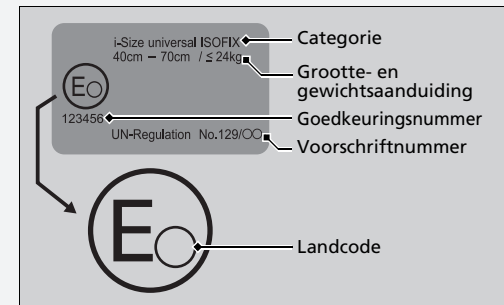 i-Size universal ISOFIX
40cm – 70cm / ≤ 24kg
E
123456
UN-Regulation No.129/○○
Categorie
Grootte- en
gewichtsaanduiding
Goedkeuringsnummer
Voorschriftnummer
E
Landcode